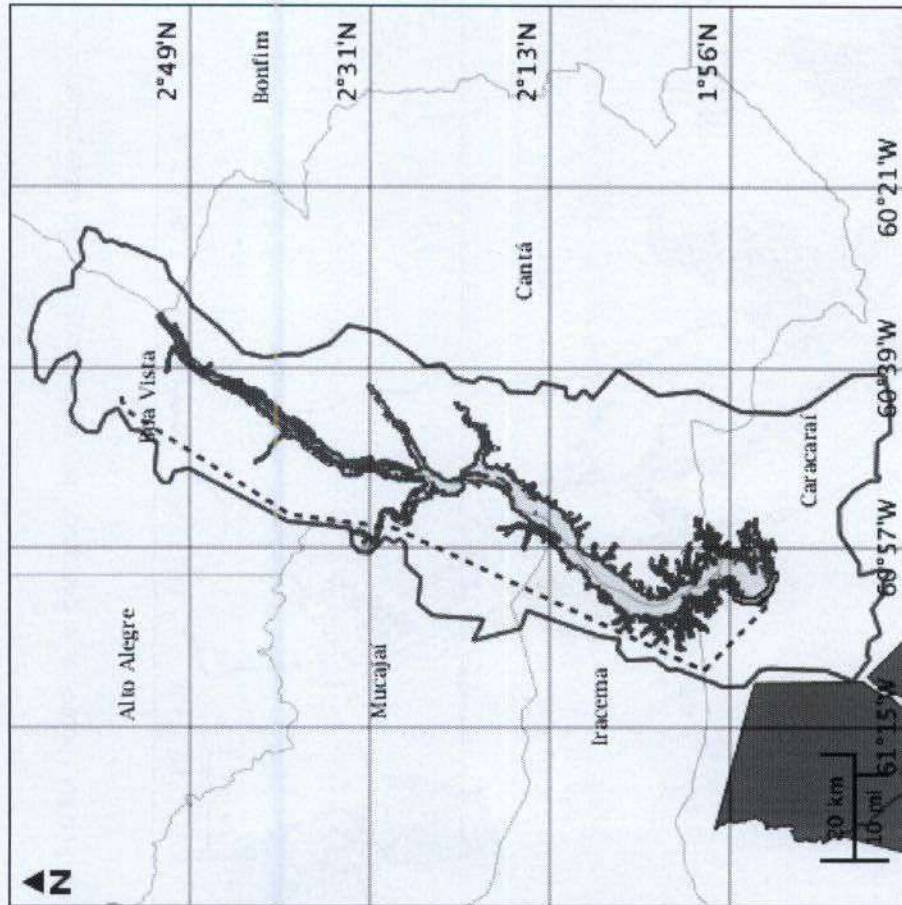 N
2°49'N
Bonfim
Vista
Alto Alegre
2°31'N
Mucajaí
2°13'N
Cantá
Iracema
1°56'N
Caracaraí
20 km
10 mi
61°15'W
60°57'W
60°39'W
60°21'W